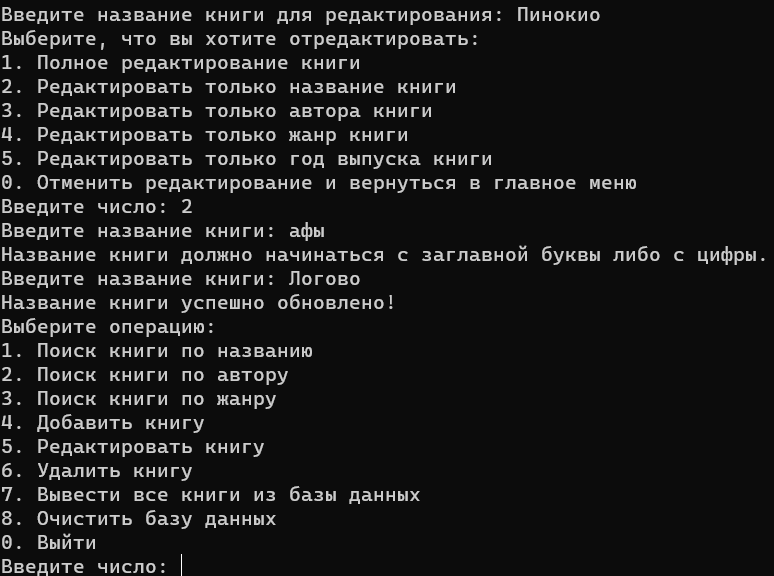 Введите название книги для редактирования: Пинокио
Выберите, что вы хотите отредактировать:
1. Полное редактирование книги
2. Редактировать только название книги
3. Редактировать только автора книги
4. Редактировать только жанр книги
5. Редактировать только год выпуска книги
0. Отменить редактирование и вернуться в главное меню
Введите число: 2
Введите название книги: афы
Название книги должно начинаться с заглавной буквы либо с цифры.
Введите название книги: Логово
Название книги успешно обновлено!
Выберите операцию:
1. Поиск книги по названию
2. Поиск книги по автору
3. Поиск книги по жанру
4. Добавить книгу
5. Редактировать книгу
6. Удалить книгу
7. Вывести все книги из базы данных
8. Очистить базу данных
0. Выйти
Введите число: